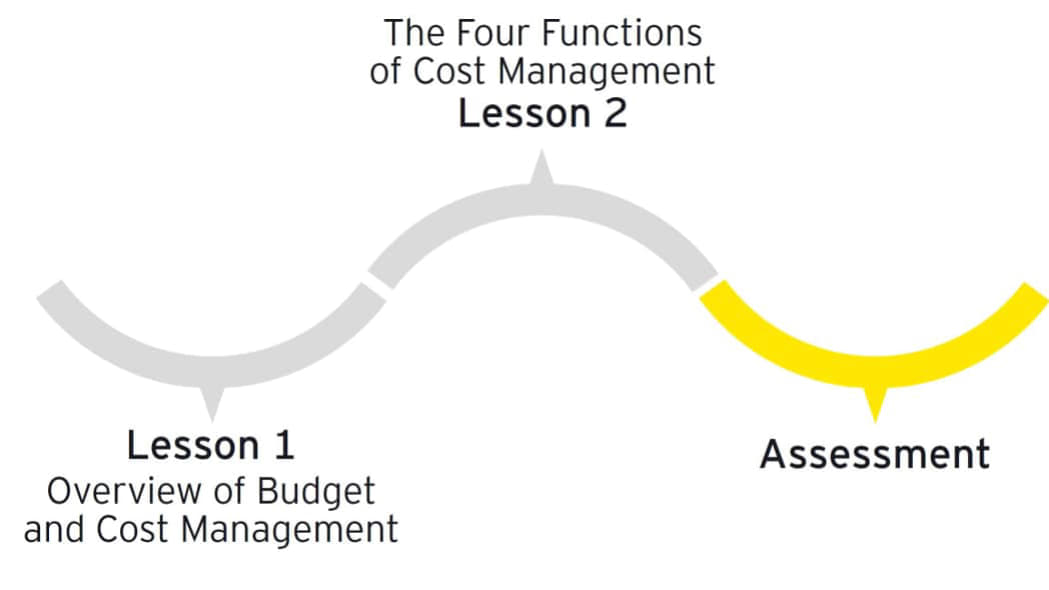 The Four Functions
of Cost Management
Lesson 2
Lesson 1
Overview of Budget
and Cost Management
Assessment